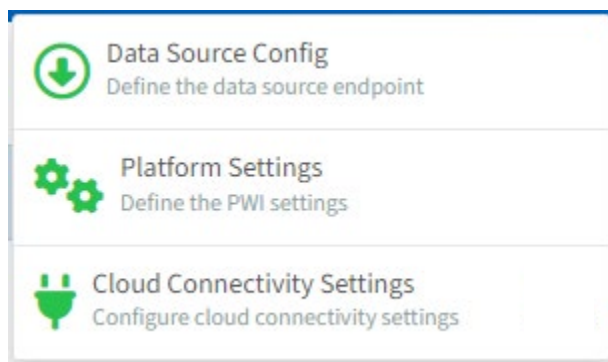 Data Source Config
Define the data source endpoint
Platform Settings
Define the PWI settings
Cloud Connectivity Settings
Configure cloud connectivity settings